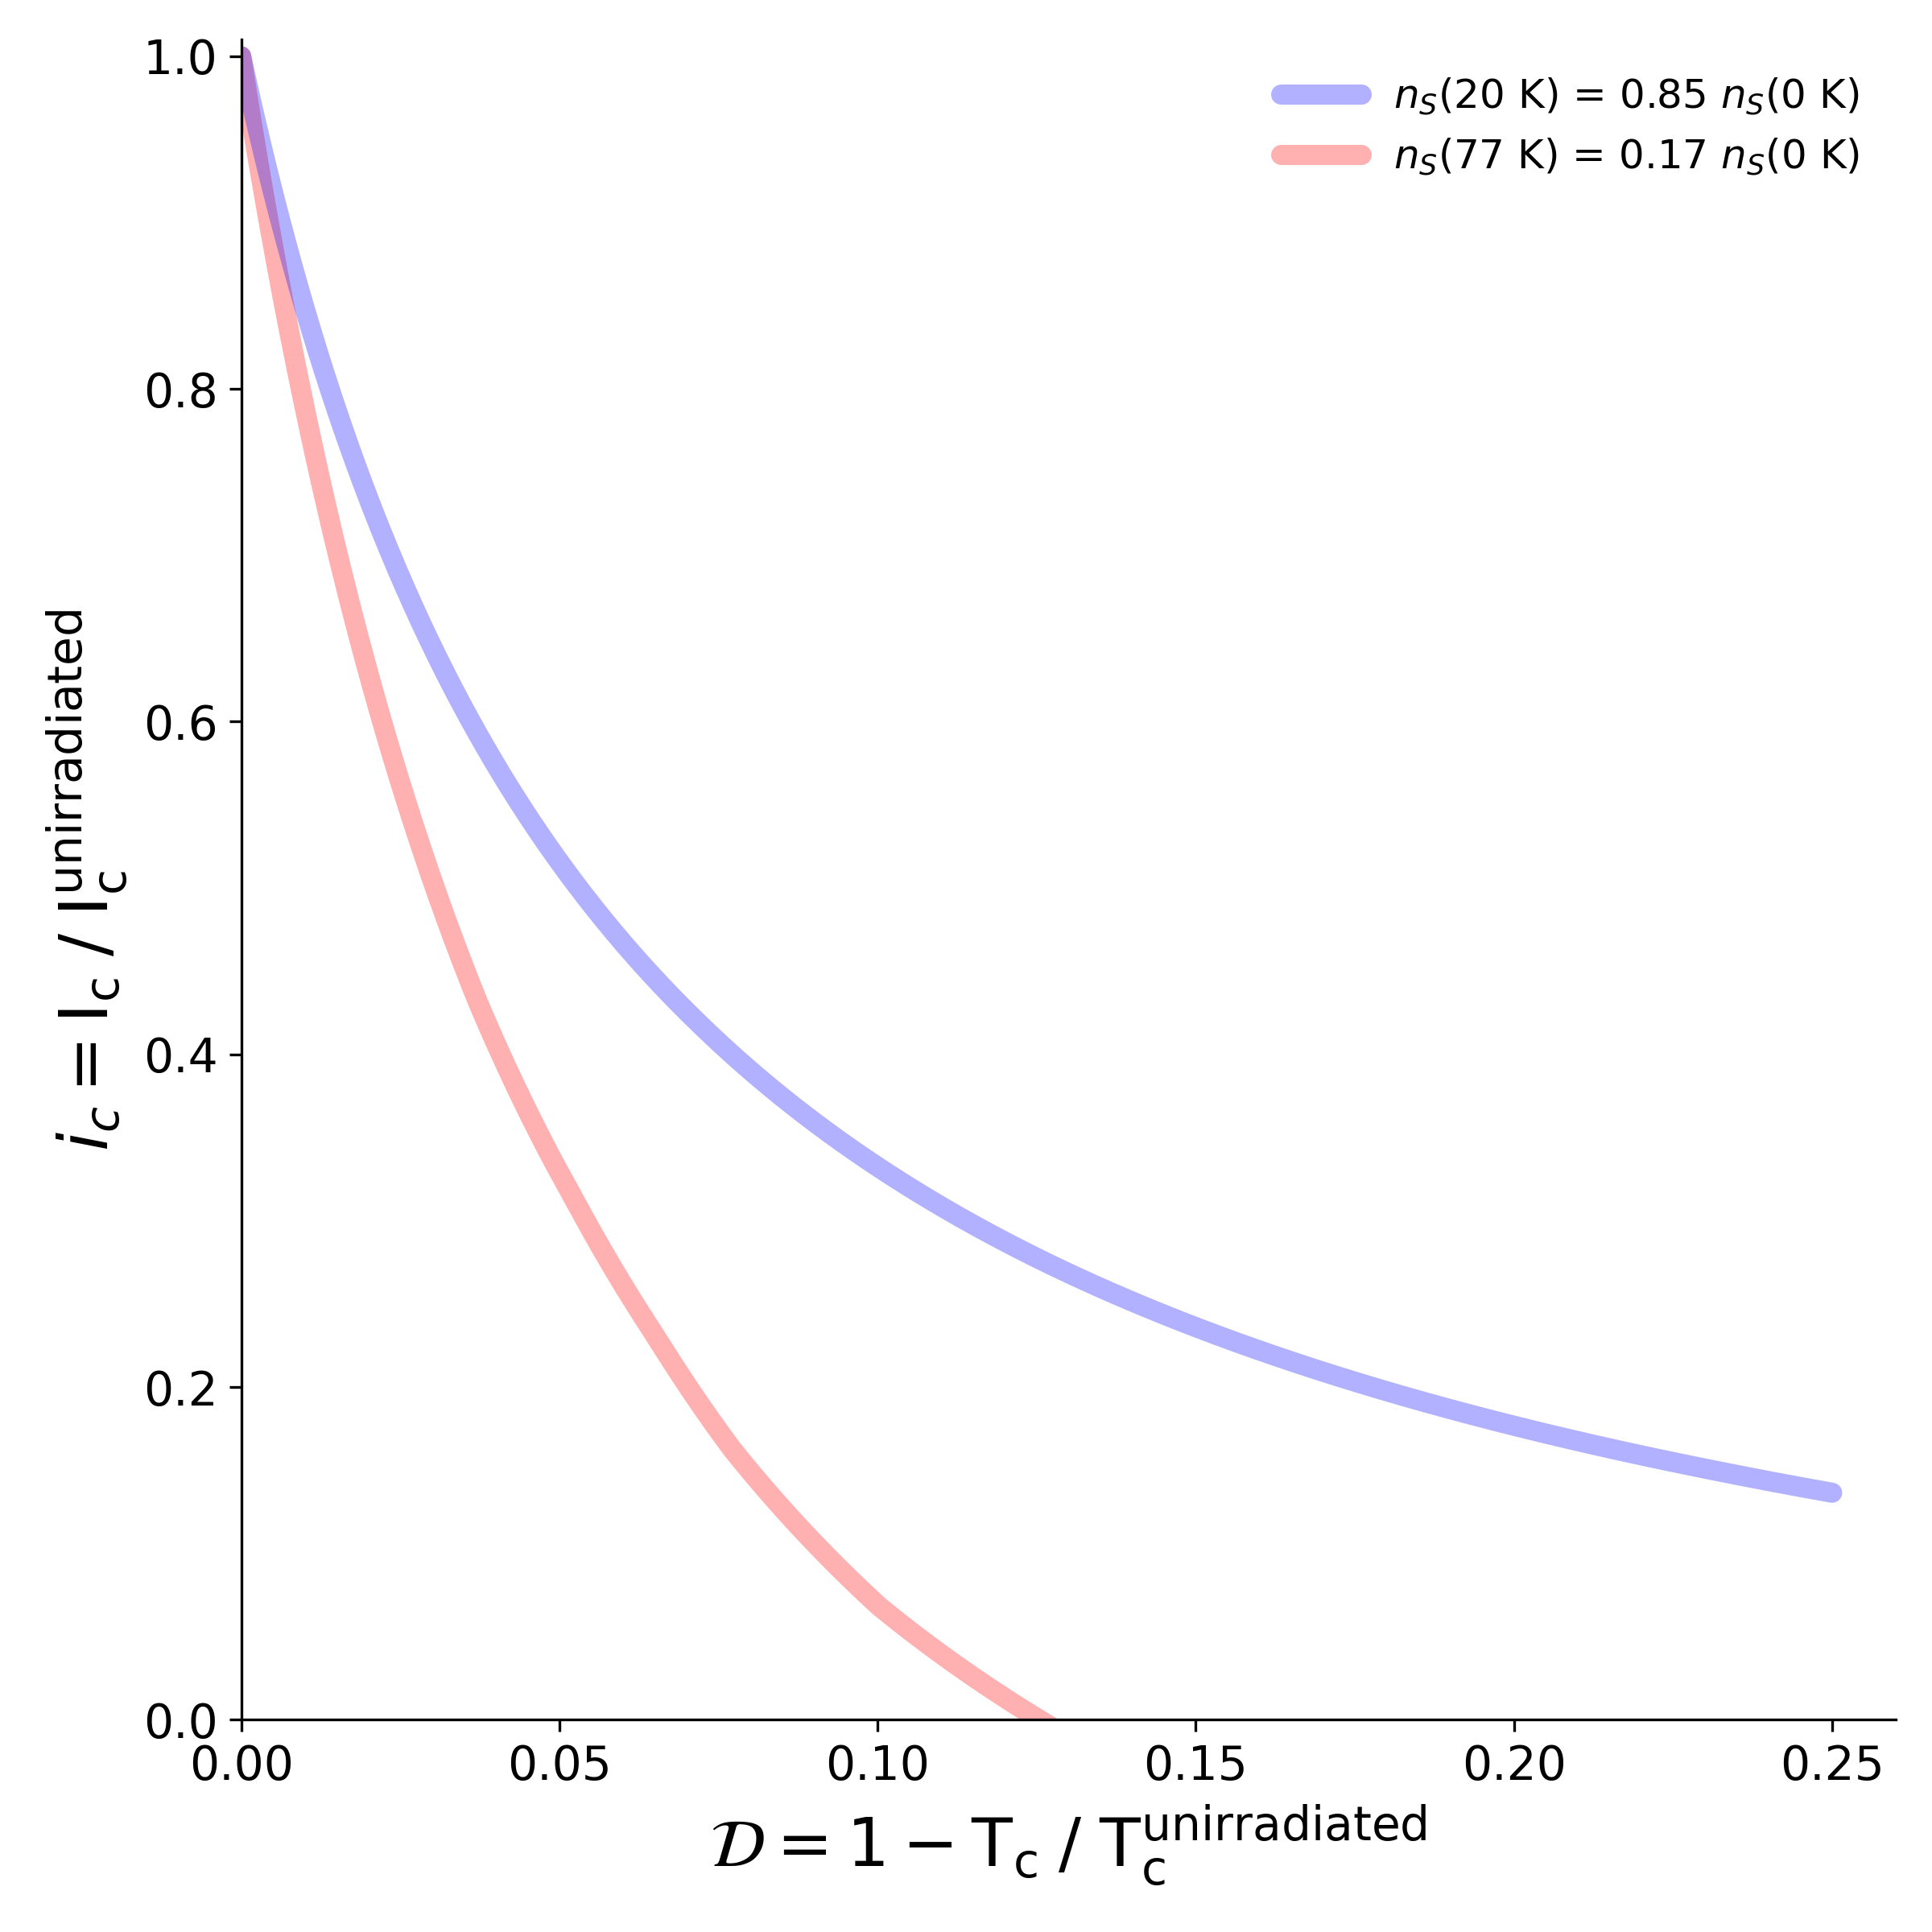 1.0
0.8
0.6
0.4
0.2
0.0
0.00 0.05 0.10 0.15 0.20 0.25
i_c = I_c / I_c^unirradiated
𝒟 = 1 − T_c / T_c^unirradiated
n_S(20 K) = 0.85 n_S(0 K)
n_S(77 K) = 0.17 n_S(0 K)